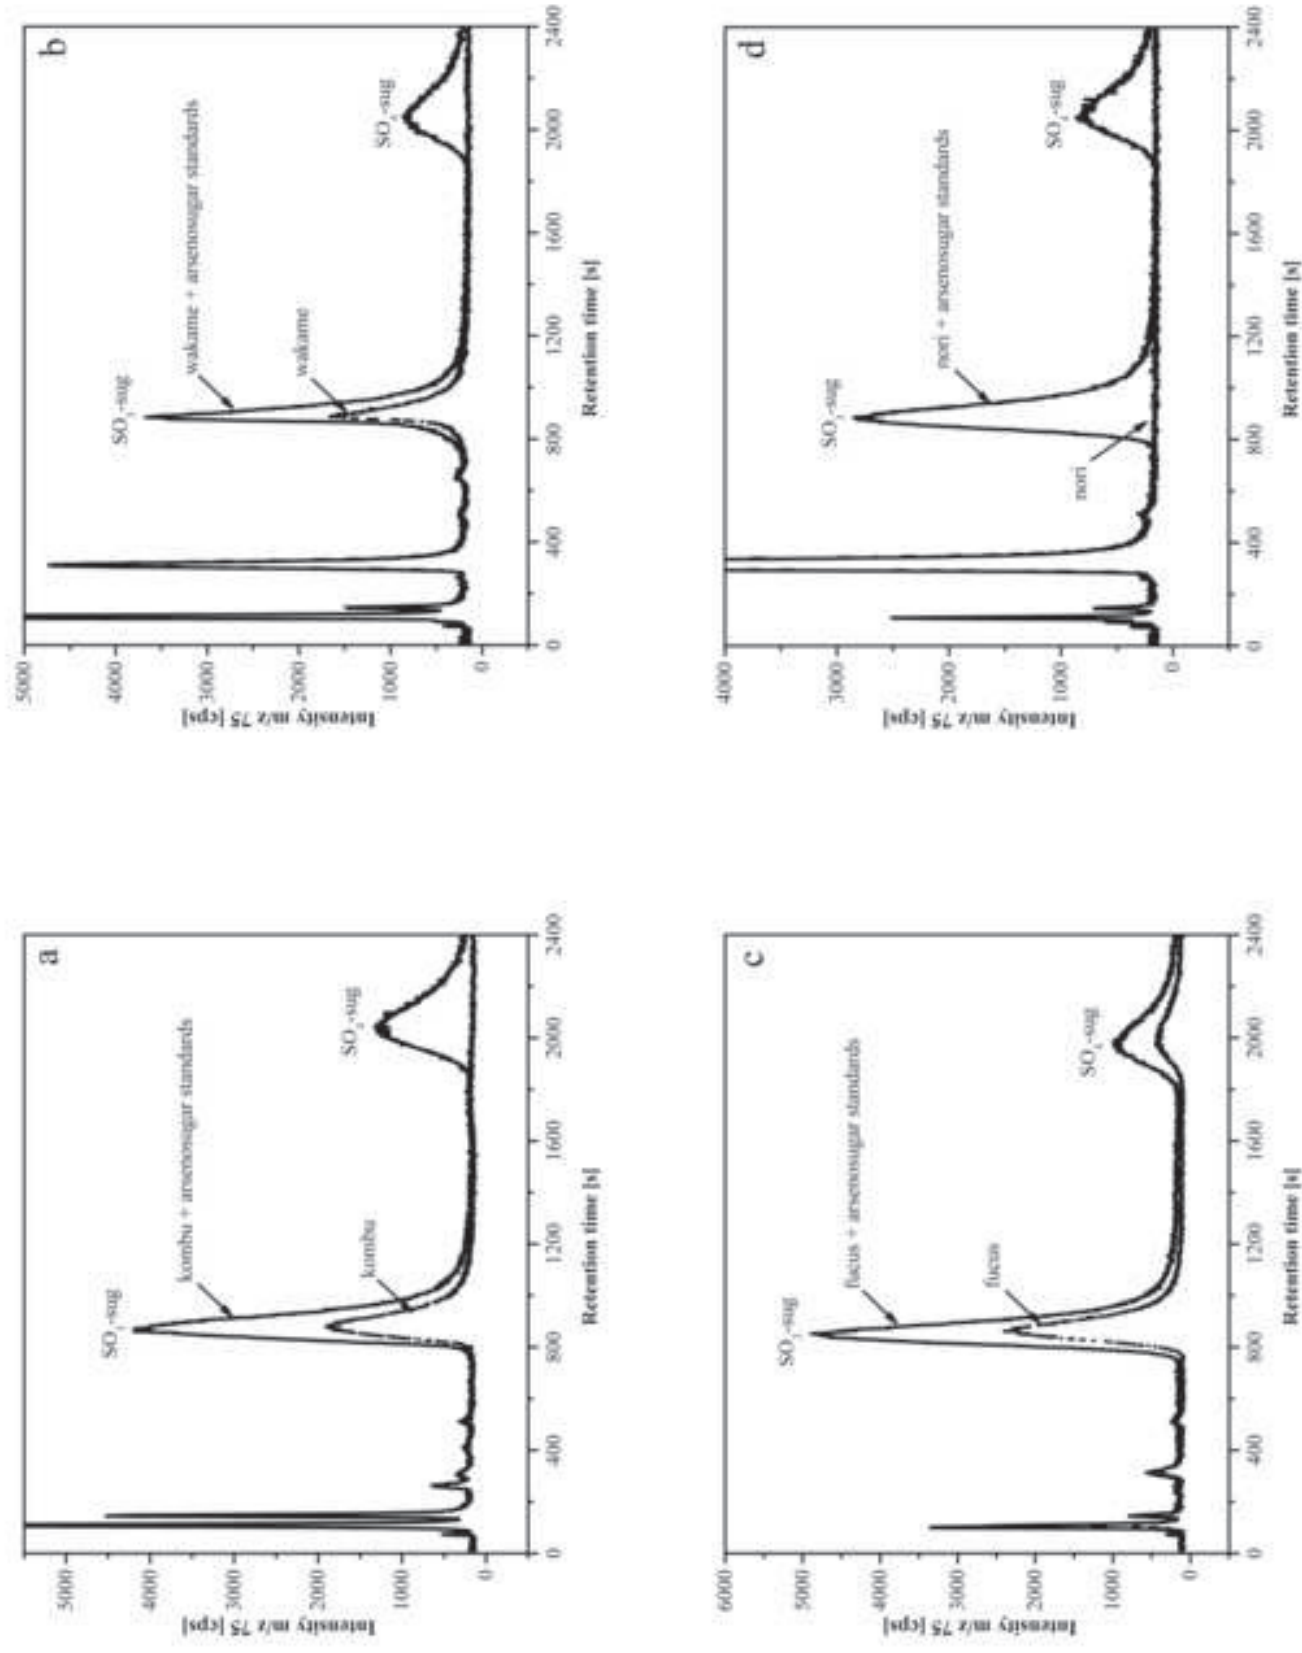 a
Intensity m/z 75 [cps]
5000
4000
3000
2000
1000
0
SO₃-sug
kombu + arsenosugar standards
kombu
SO₄-sug
0
400
800
1200
1600
2000
2400
Retention time [s]
b
Intensity m/z 75 [cps]
5000
4000
3000
2000
1000
0
SO₃-sug
wakame + arsenosugar standards
wakame
SO₄-sug
0
400
800
1200
1600
2000
2400
Retention time [s]
c
Intensity m/z 75 [cps]
6000
5000
4000
3000
2000
1000
0
SO₃-sug
fucus + arsenosugar standards
fucus
SO₄-sug
0
400
800
1200
1600
2000
2400
Retention time [s]
d
Intensity m/z 75 [cps]
4000
3000
2000
1000
0
SO₃-sug
nori + arsenosugar standards
nori
SO₄-sug
0
400
800
1200
1600
2000
2400
Retention time [s]